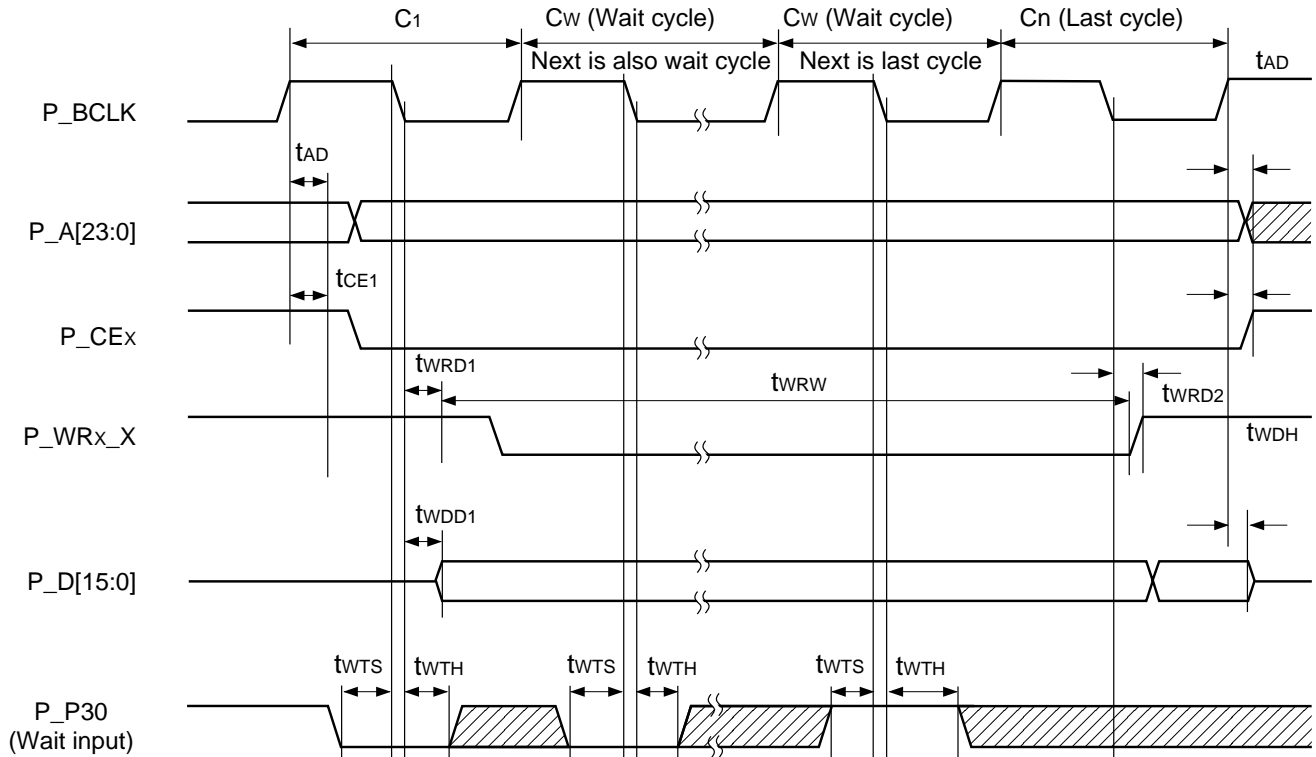 C1
CW (Wait cycle)
CW (Wait cycle)
Cn (Last cycle)
Next is also wait cycle
Next is last cycle
tAD
P_BCLK
tAD
P_A[23:0]
tCE1
P_CEx
tWRD1
tWRW
tWRD2
P_WRx_X
tWDH
tWDD1
P_D[15:0]
tWTS
tWTH
tWTS
tWTH
tWTS
tWTH
P_P30
(Wait input)